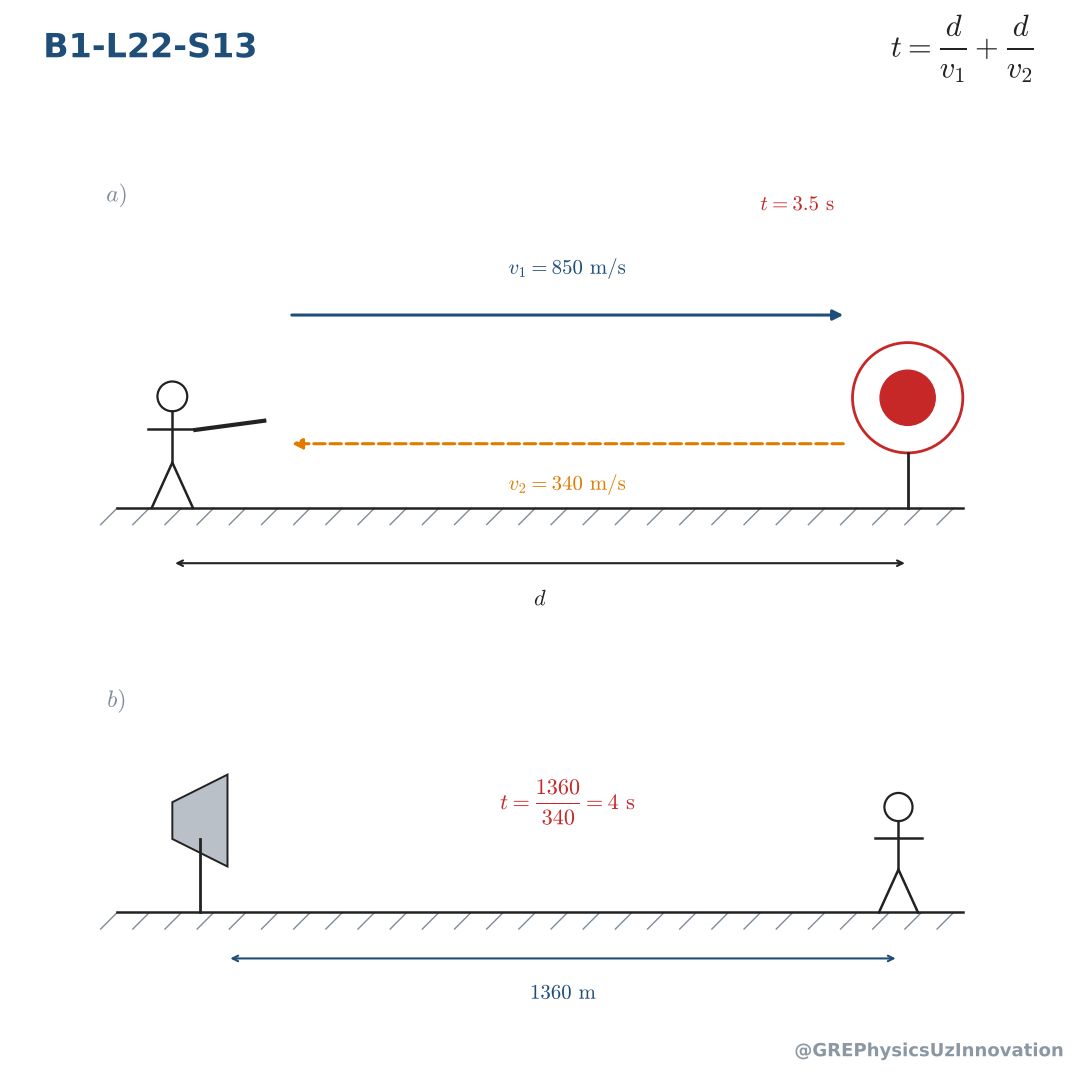 B1-L22-S13
t = d/v₁ + d/v₂
a)
t = 3.5 s
v₁ = 850 m/s
v₂ = 340 m/s
d
b)
t = 1360/340 = 4 s
1360 m
@GREPhysicsUzInnovation